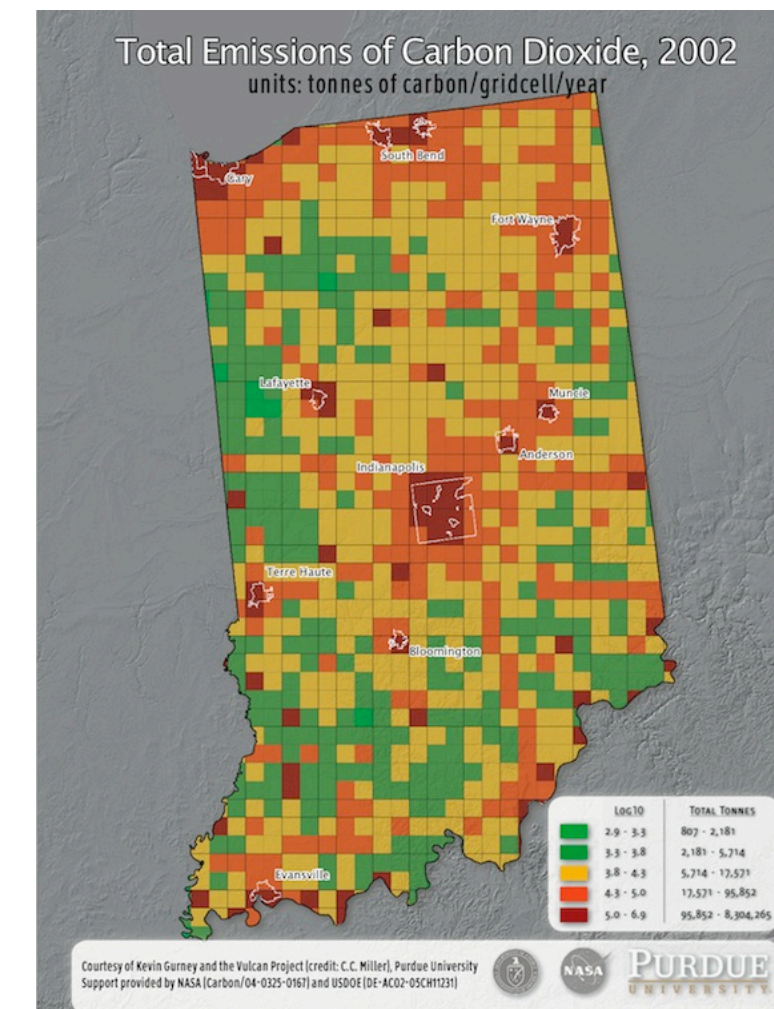 Total Emissions of Carbon Dioxide, 2002
units: tonnes of carbon/gridcell/year
South Bend
Gary
Fort Wayne
Lafayette
Muncie
Anderson
Indianapolis
Terre Haute
Bloomington
Evansville
LOG10 TOTAL TONNES
2.9 - 3.3 807 - 2,181
3.3 - 3.8 2,181 - 5,714
3.8 - 4.3 5,714 - 17,571
4.3 - 5.0 17,571 - 95,852
5.0 - 6.9 95,852 - 8,304,265
Courtesy of Kevin Gurney and the Vulcan Project (credit: C.C. Miller), Purdue University
Support provided by NASA (Carbon/04-0325-0167) and USDOE (DE-AC02-05CH11231)
NASA
PURDUE
UNIVERSITY